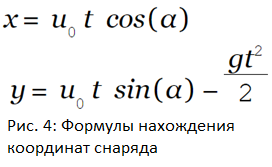 x = u₀ t cos(α)
y = u₀ t sin(α) − gt²/2
Рис. 4: Формулы нахождения
координат снаряда